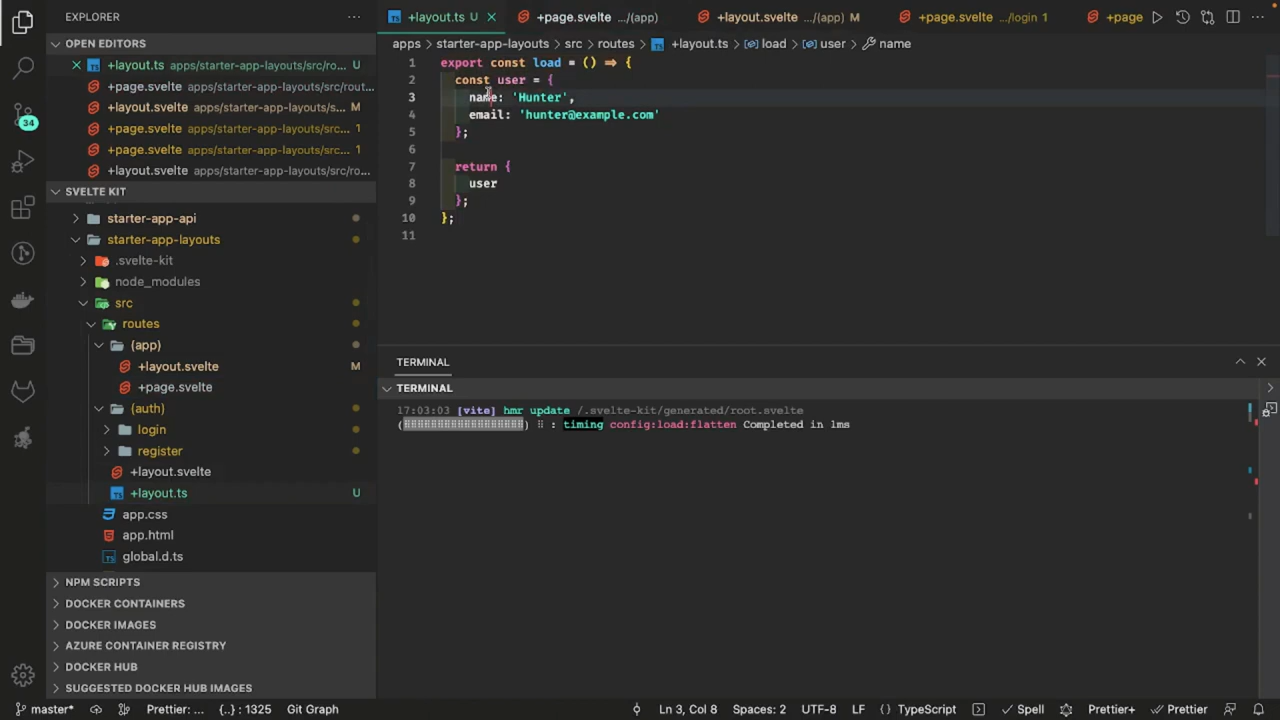 EXPLORER
OPEN EDITORS
+layout.ts apps/starter-app-layouts/src/ro... U
+page.svelte apps/starter-app-layouts/src/rout...
+layout.svelte apps/starter-app-layouts/s... M
+page.svelte apps/starter-app-layouts/src... 1
+page.svelte apps/starter-app-layouts/src... 1
+layout.svelte apps/starter-app-layouts/src/ro...
34
SVELTE KIT
starter-app-api
starter-app-layouts
.svelte-kit
node_modules
src
routes
(app)
+layout.svelte M
+page.svelte
(auth)
login
register
+layout.svelte
+layout.ts U
app.css
app.html
global.d.ts
NPM SCRIPTS
DOCKER CONTAINERS
DOCKER IMAGES
AZURE CONTAINER REGISTRY
DOCKER HUB
SUGGESTED DOCKER HUB IMAGES
+layout.ts U +page.svelte .../(app) +layout.svelte .../(app) M +page.svelte .../login 1 +page
apps > starter-app-layouts > src > routes > +layout.ts > load > user > name
1 export const load = () => {
2 const user = {
3 name: 'Hunter',
4 email: 'hunter@example.com'
5 };
6
7 return {
8 user
9 };
10 };
11
TERMINAL
TERMINAL
17:03:03 [vite] hmr update /.svelte-kit/generated/root.svelte
(⠿⠿⠿⠿⠿⠿⠿⠿⠿⠿⠿⠿⠿⠿⠿⠿⠿⠿) ⠿ : timing config:load:flatten Completed in 1ms
master* Prettier: ... {..} : 1325 Git Graph Ln 3, Col 8 Spaces: 2 UTF-8 LF {} TypeScript Spell Prettier+ Prettier